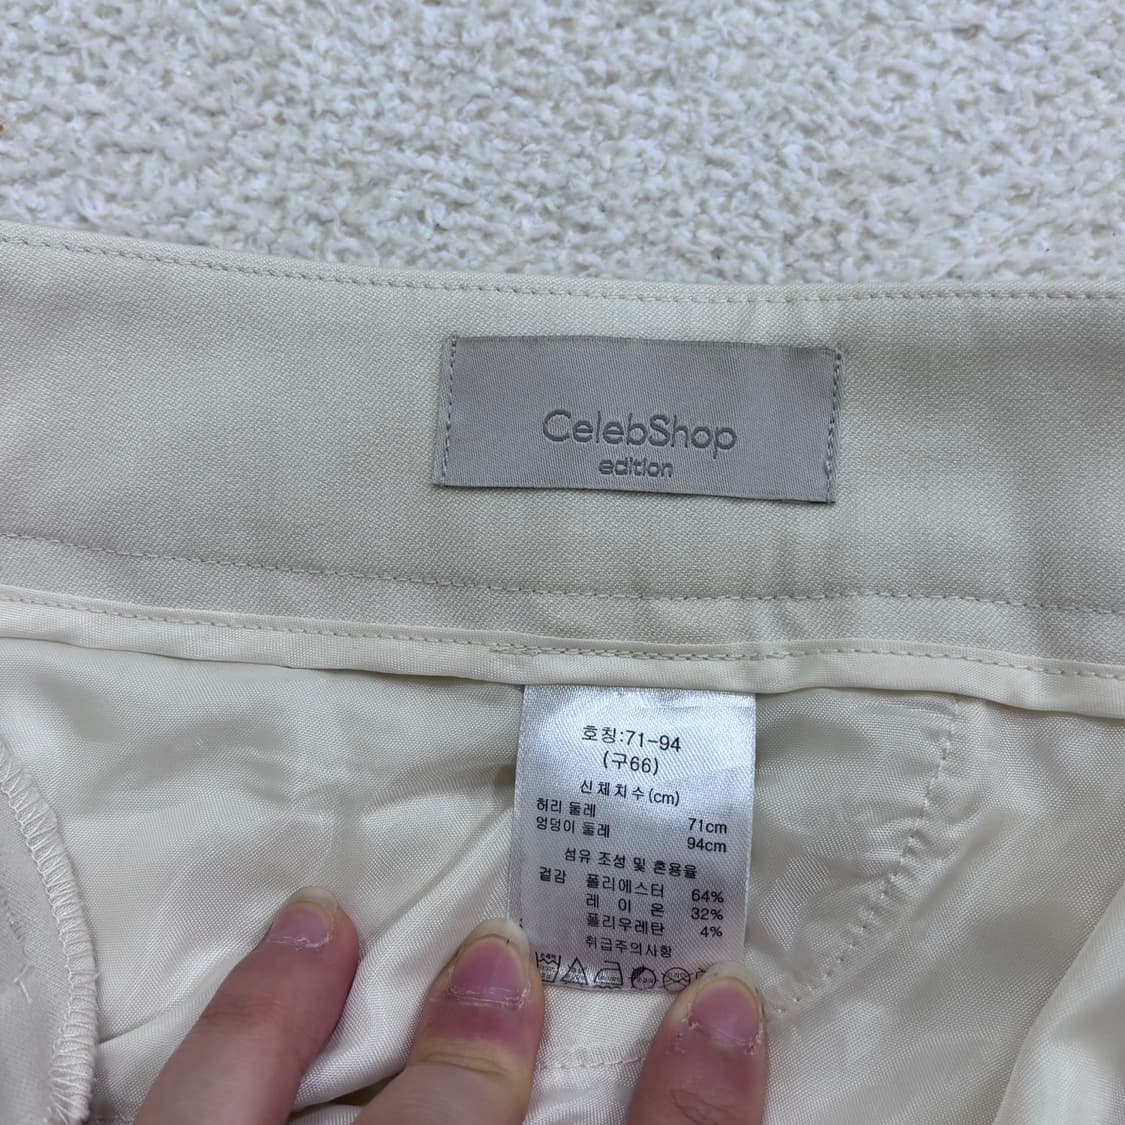 CelebShop
edition
호칭:71-94
(구66)
신체치수(cm)
허리 둘레 71cm
엉덩이 둘레 94cm
섬유 조성 및 혼용율
겉감 폴리에스터 64%
레 이 온 32%
폴리우레탄 4%
취급주의사항